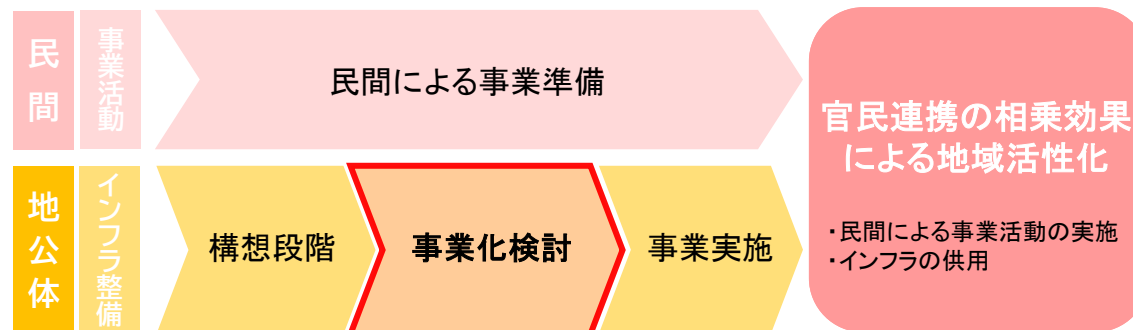 民間
事業活動
民間による事業準備
地公体
インフラ整備
構想段階
事業化検討
事業実施
官民連携の相乗効果
による地域活性化
・民間による事業活動の実施
・インフラの供用